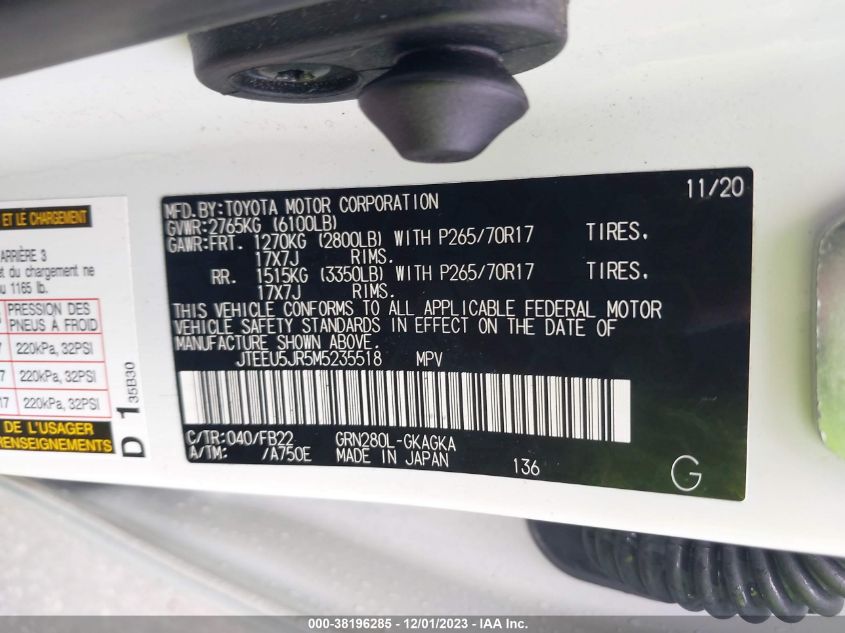 ET LE CHARGEMENT
ARRIÈRE 3
et du chargement ne
1165 lb.
PRESSION DES
PNEUS À FROID
220kPa, 32PSI
220kPa, 32PSI
17 220kPa, 32PSI
DE L'USAGER
RENSEIGNEMENTS
D 1 35B30
11/20
MFD.BY:TOYOTA MOTOR CORPORATION
GVWR:2765KG (6100LB)
GAWR:FRT. 1270KG (2800LB) WITH P265/70R17 TIRES.
17X7J RIMS.
RR. 1515KG (3350LB) WITH P265/70R17 TIRES.
17X7J RIMS.
THIS VEHICLE CONFORMS TO ALL APPLICABLE FEDERAL MOTOR
VEHICLE SAFETY STANDARDS IN EFFECT ON THE DATE OF
MANUFACTURE SHOWN ABOVE.
JTEEU5JR5M5235518 MPV
C/TR:040/FB22 GRN280L-GKAGKA
A/TM: /A750E MADE IN JAPAN 136
G
000-38196285 - 12/01/2023 - IAA Inc.